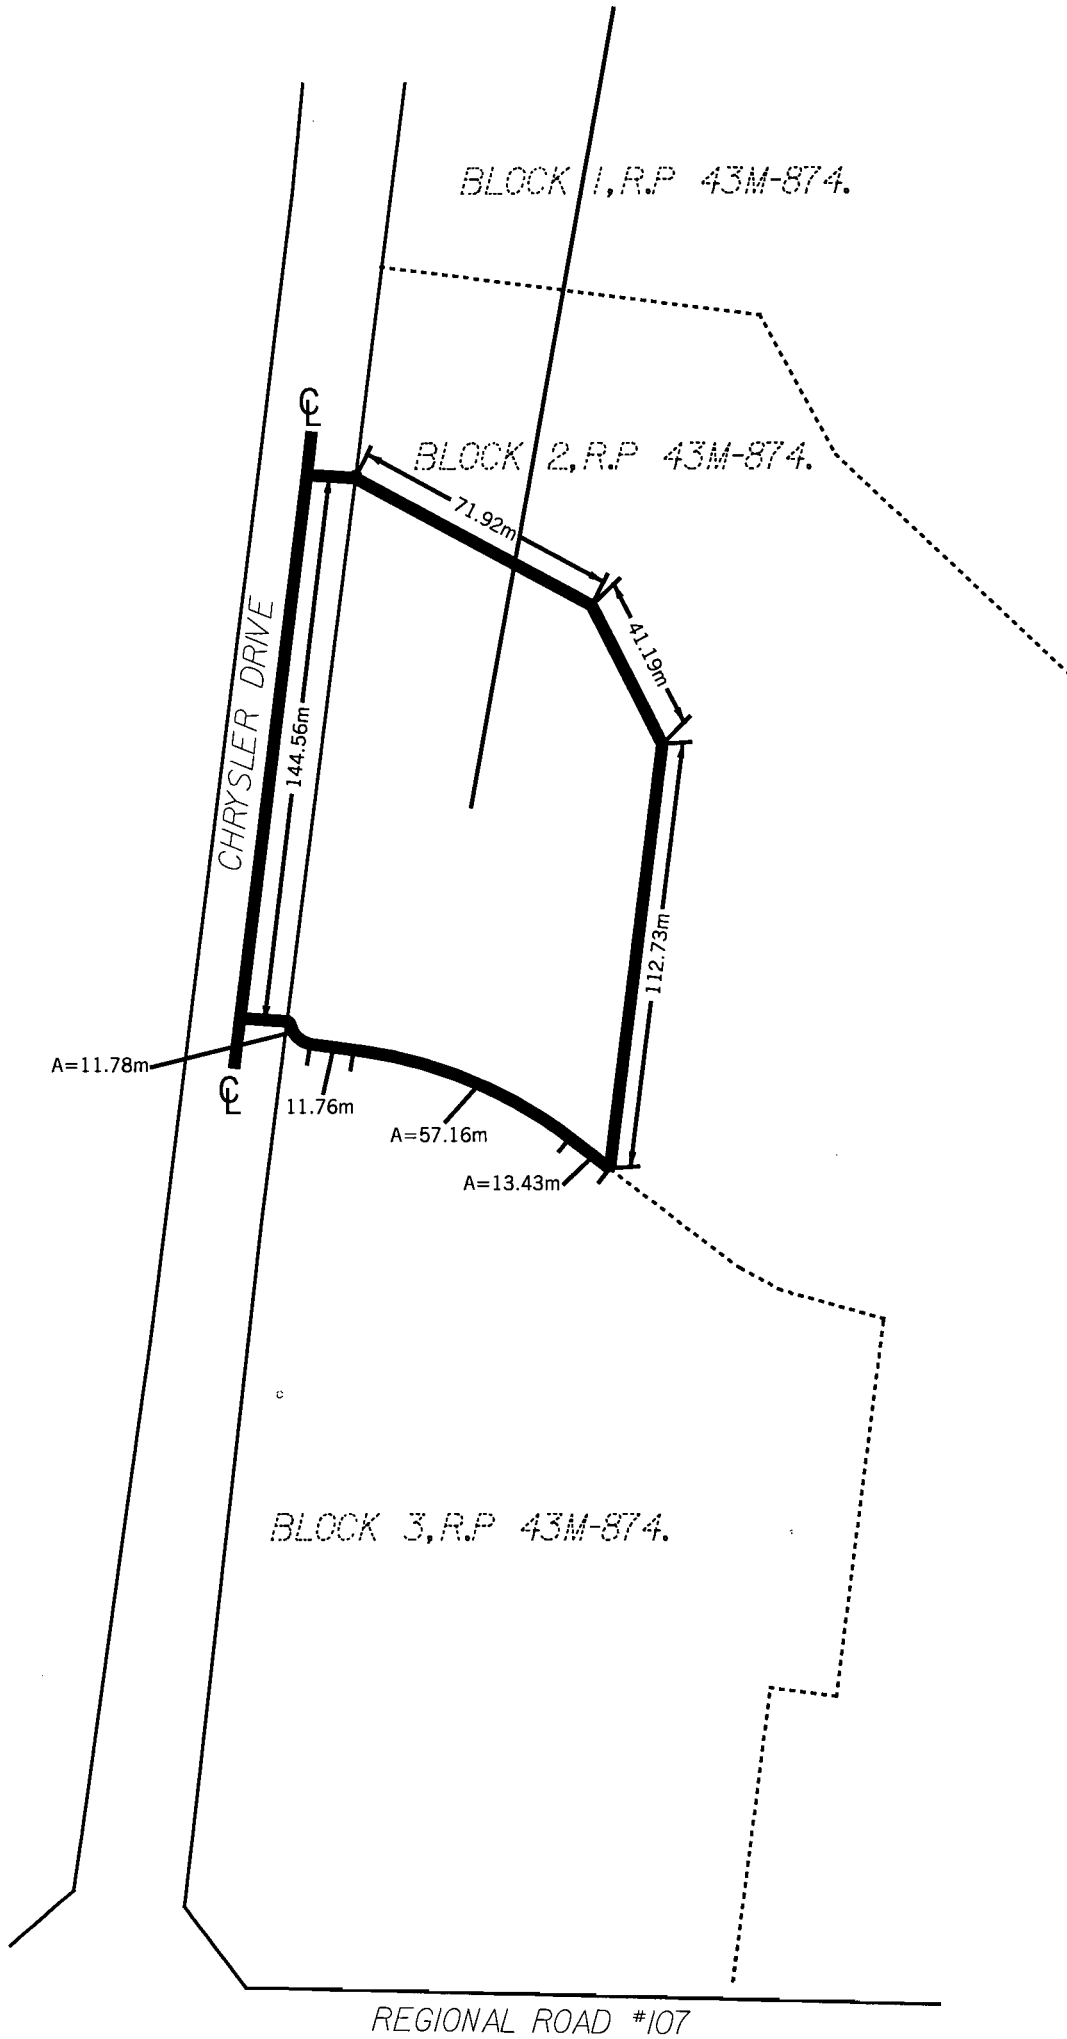 BLOCK 1, R.P 43M-874.
℄
BLOCK 2, R.P 43M-874.
71.92m
41.19m
CHRYSLER DRIVE
144.56m
112.73m
A=11.78m
℄
11.76m
A=57.16m
A=13.43m
BLOCK 3, R.P 43M-874.
REGIONAL ROAD #107